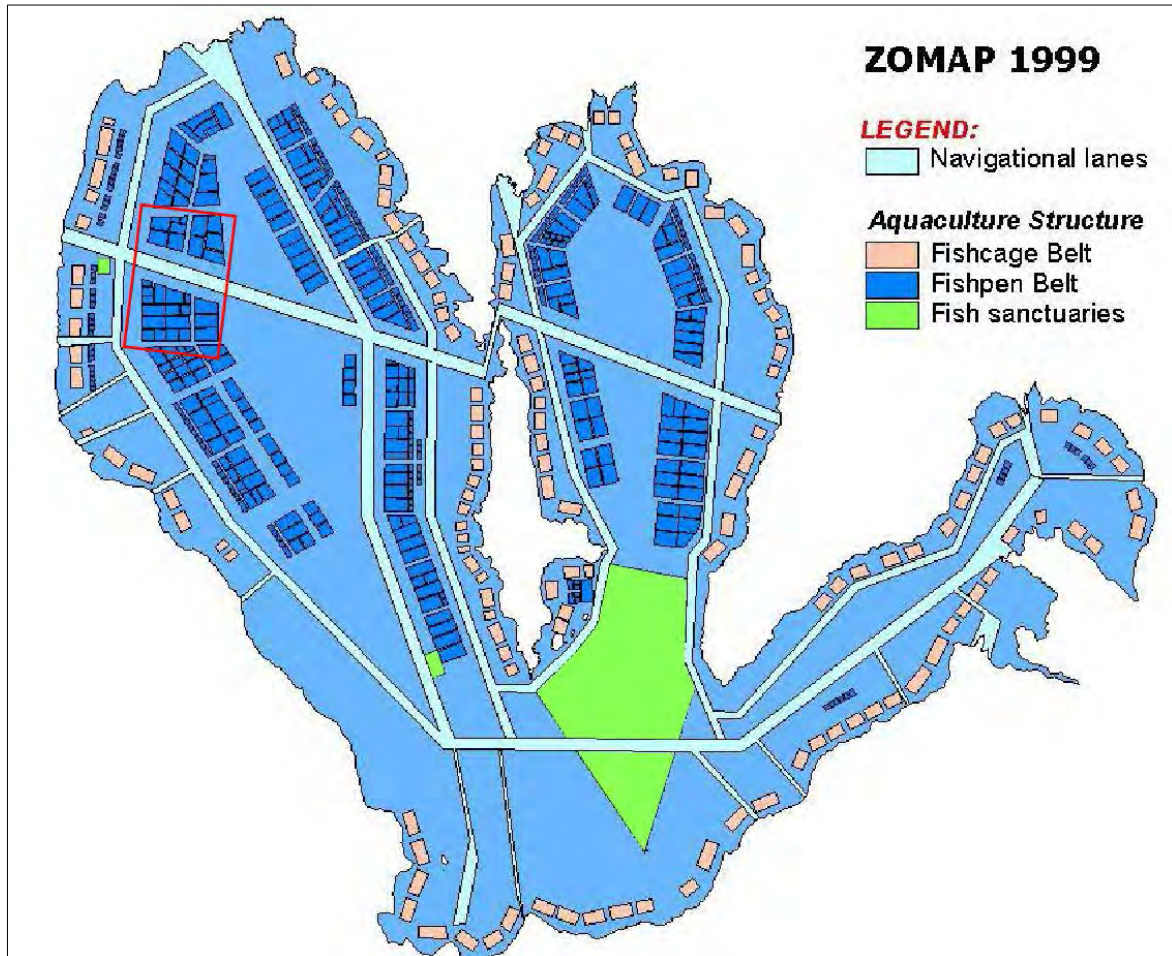 ZOMAP 1999
LEGEND:
Navigational lanes
Aquaculture Structure
Fishcage Belt
Fishpen Belt
Fish sanctuaries